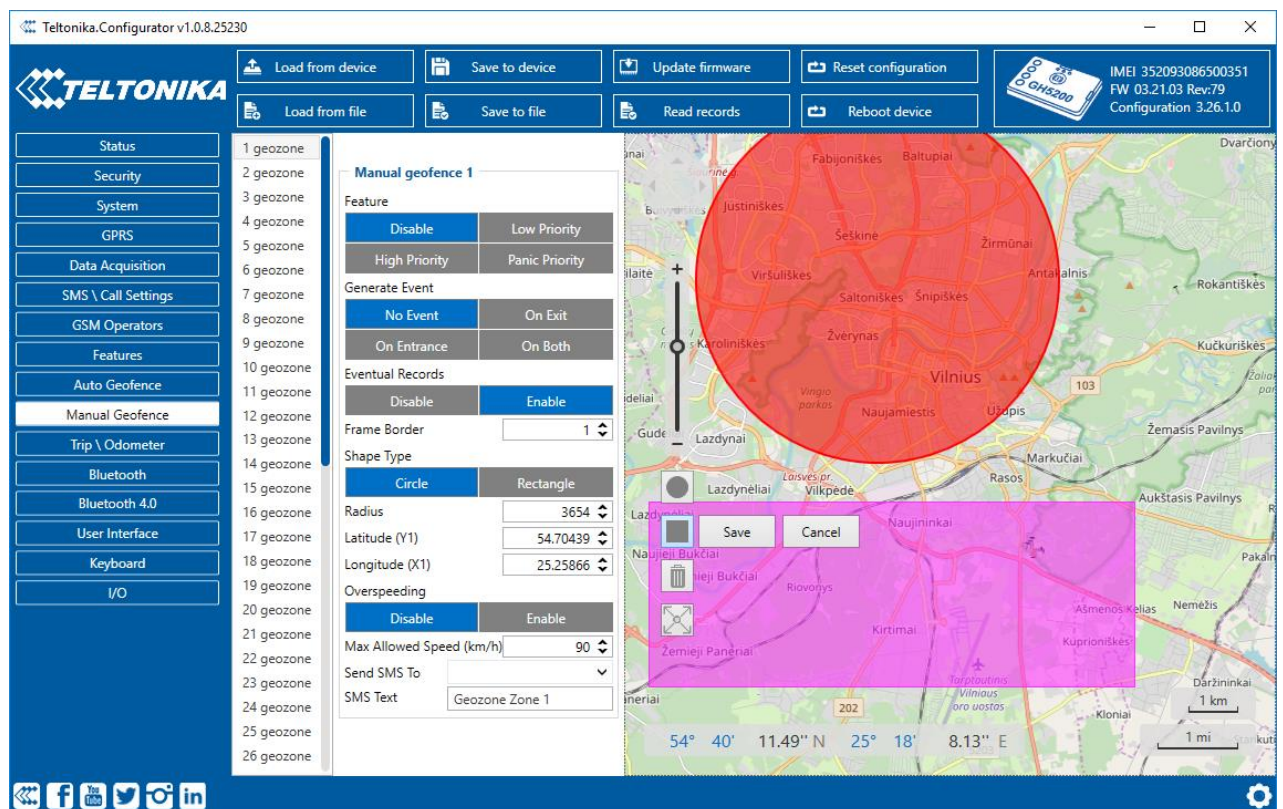 Teltonika.Configurator v1.0.8.25230
TELTONIKA
Load from device
Save to device
Update firmware
Reset configuration
Load from file
Save to file
Read records
Reboot device
GH5200
IMEI 352093086500351
FW 03.21.03 Rev:79
Configuration 3.26.1.0
Status
Security
System
GPRS
Data Acquisition
SMS \ Call Settings
GSM Operators
Features
Auto Geofence
Manual Geofence
Trip \ Odometer
Bluetooth
Bluetooth 4.0
User Interface
Keyboard
I/O
1 geozone
2 geozone
3 geozone
4 geozone
5 geozone
6 geozone
7 geozone
8 geozone
9 geozone
10 geozone
11 geozone
12 geozone
13 geozone
14 geozone
15 geozone
16 geozone
17 geozone
18 geozone
19 geozone
20 geozone
21 geozone
22 geozone
23 geozone
24 geozone
25 geozone
26 geozone
Manual geofence 1
Feature
Disable Low Priority
High Priority Panic Priority
Generate Event
No Event On Exit
On Entrance On Both
Eventual Records
Disable Enable
Frame Border 1
Shape Type
Circle Rectangle
Radius 3654
Latitude (Y1) 54.70439
Longitude (X1) 25.25866
Overspeeding
Disable Enable
Max Allowed Speed (km/h) 90
Send SMS To
SMS Text Geozone Zone 1
Dvarčiony
Fabijoniškės Baltupiai
Justiniškės
Šeškinė
Žirmūnai
Antakalnis
Viršuliškės
Rokantiškės
Šaltoniškės Šnipiškės
Karoliniškės
Žvėrynas
Kučkuriškės
Vilnius
103
Vingio
parkas
Naujamiestis
Užupis
Lazdynai
Žemasis Pavilnys
Markučiai
Laisvės pr.
Rasos
Lazdynėliai
Vilkpėdė
Aukštasis Pavilnys
Save
Cancel
Naujininkai
Naujieji Bukčiai
Riovonys
Ašmenos Kelias
Nemėžis
Kirtimai
Kuprioniškės
Žemieji Paneriai
Tarptautinis
Vilniaus
oro uostas
Daržininkai
202
Kloniai
1 km
1 mi
54° 40' 11.49'' N 25° 18' 8.13'' E
You
Tube
in